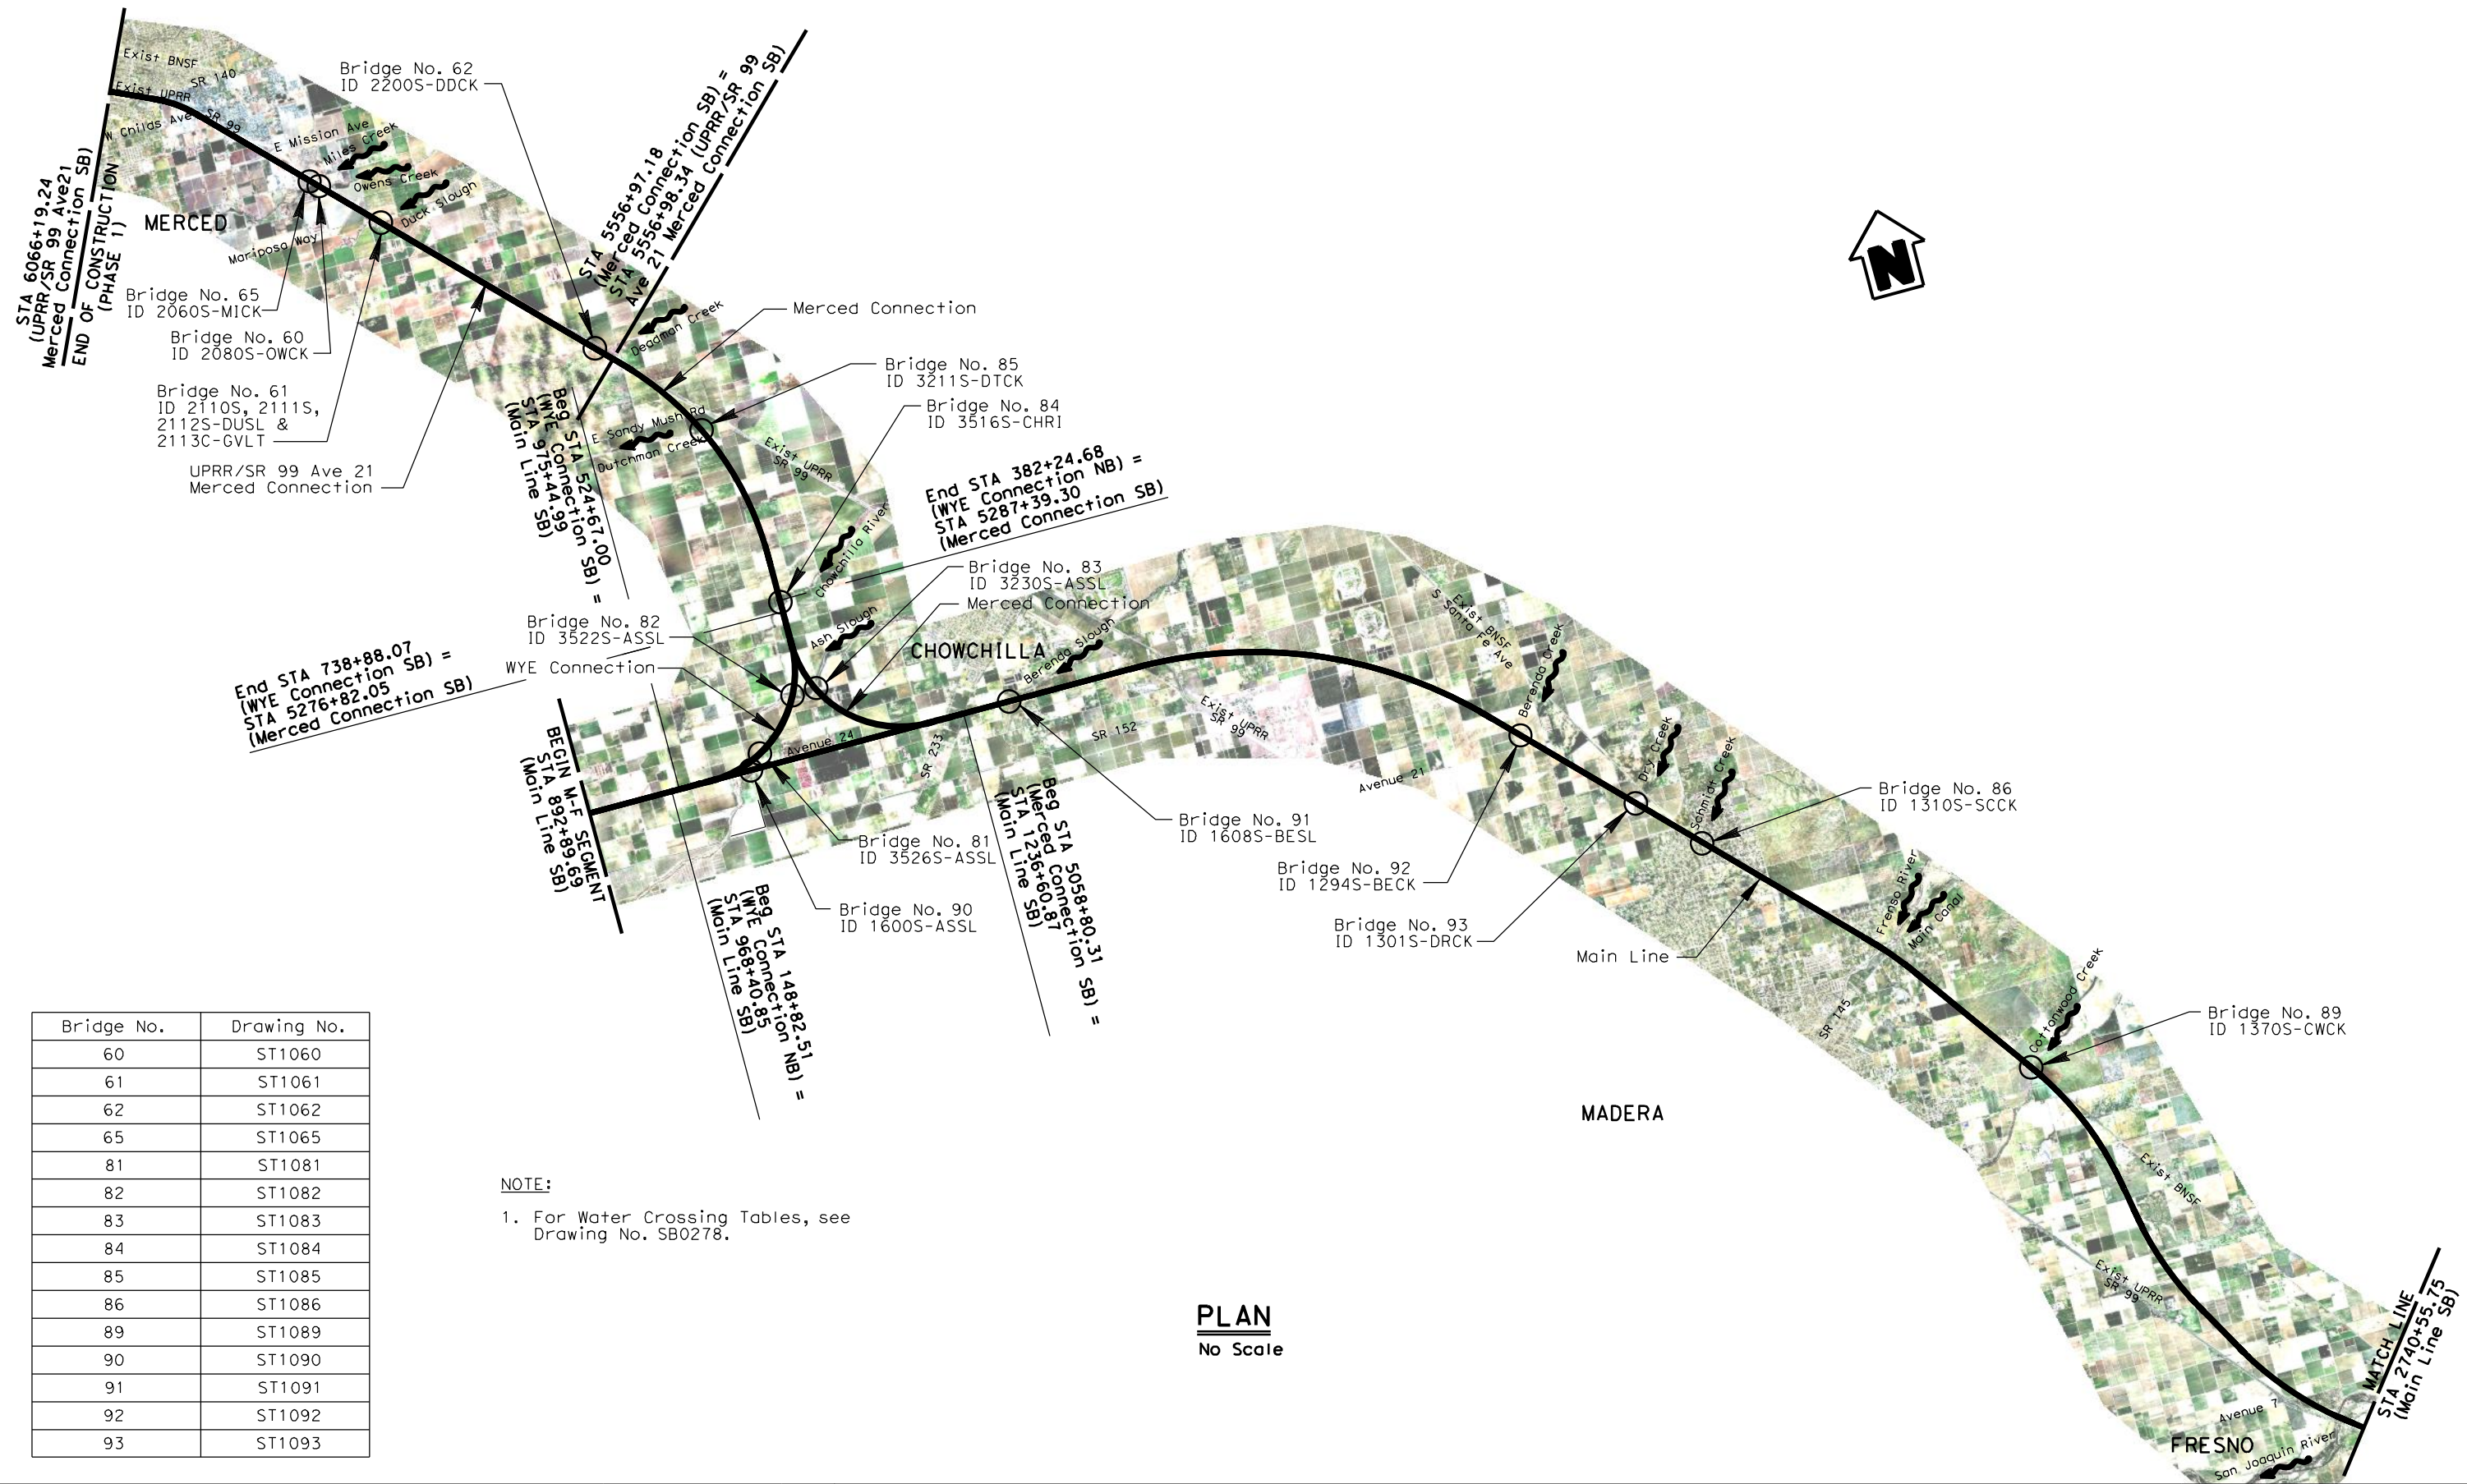 Exist BNSF
SR 140
Exist UPRR
W Childs Ave
SR 99
E Mission Ave
Miles Creek
Owens Creek
Duck Slough
Mariposa Way
MERCED
STA 6066+19.24
(UPRR/SR 99 Ave21
Merced Connection SB)
END OF CONSTRUCTION
(PHASE 1)
Bridge No. 62
ID 2200S-DDCK
STA 5556+97.18
(Merced Connection SB) =
STA 5556+98.34 (UPRR/SR 99
Ave 21 Merced Connection SB)
Bridge No. 65
ID 2060S-MICK
Bridge No. 60
ID 2080S-OWCK
Bridge No. 61
ID 2110S, 2111S,
2112S-DUSL &
2113C-GVLT
UPRR/SR 99 Ave 21
Merced Connection
Deadman Creek
Merced Connection
Bridge No. 85
ID 3211S-DTCK
Bridge No. 84
ID 3516S-CHRI
E Sandy Mush Rd
Dutchman Creek
Exist UPRR
SR 99
Beg STA 524+67.00
(WYE Connection SB) =
STA 975+44.99
(Main Line SB)
End STA 382+24.68
(WYE Connection NB) =
STA 5287+39.30
(Merced Connection SB)
Chowchilla River
Bridge No. 83
ID 3230S-ASSL
Merced Connection
Bridge No. 82
ID 3522S-ASSL
WYE Connection
Ash Slough
CHOWCHILLA
Berenda Slough
End STA 738+88.07
(WYE Connection SB) =
STA 5276+82.05
(Merced Connection SB)
BEGIN M-F SEGMENT
STA 892+89.69
(Main Line SB)
Avenue 24
SR 233
SR 152
Exist UPRR
SR 99
Exist BNSF
S Santa Fe Ave
Berenda Creek
Avenue 21
Dry Creek
Schmidt Creek
Bridge No. 86
ID 1310S-SCCK
Bridge No. 91
ID 1608S-BESL
Bridge No. 81
ID 3526S-ASSL
Bridge No. 90
ID 1600S-ASSL
Beg STA 148+82.51
(WYE Connection NB) =
STA 968+40.85
(Main Line SB)
Beg STA 5058+80.31
(Merced Connection SB) =
STA 1236+60.87
(Main Line SB)
Bridge No. 92
ID 1294S-BECK
Bridge No. 93
ID 1301S-DRCK
Main Line
Frenso River
Main Canal
Cottonwood Creek
SR 145
Bridge No. 89
ID 1370S-CWCK
MADERA
Exist BNSF
Exist UPRR
SR 99
MATCH LINE
STA 2740+55.75
(Main Line SB)
Avenue 7
FRESNO
San Joaquin River
N
Bridge No. Drawing No.
60 ST1060
61 ST1061
62 ST1062
65 ST1065
81 ST1081
82 ST1082
83 ST1083
84 ST1084
85 ST1085
86 ST1086
89 ST1089
90 ST1090
91 ST1091
92 ST1092
93 ST1093
NOTE:
1. For Water Crossing Tables, see
Drawing No. SB0278.
PLAN
No Scale